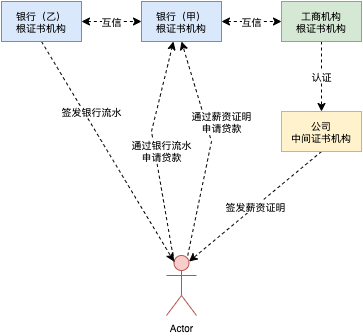 银行（乙）
根证书机构
互信
银行（甲）
根证书机构
互信
工商机构
根证书机构
认证
签发银行流水
通过薪资证明
申请贷款
公司
中间证书机构
通过银行流水
申请贷款
签发薪资证明
Actor